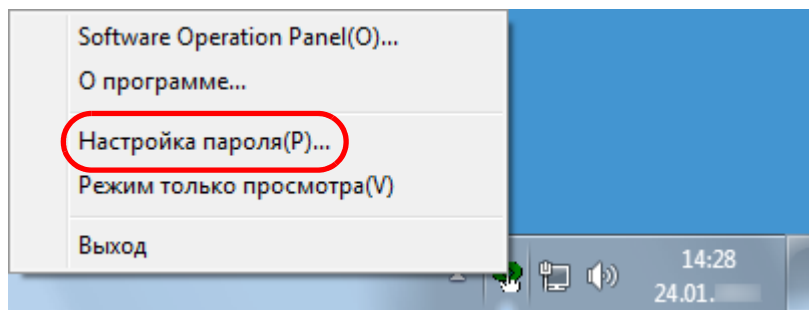 Software Operation Panel(O)...
О программе...
Настройка пароля(P)...
Режим только просмотра(V)
Выход
14:28
24.01.